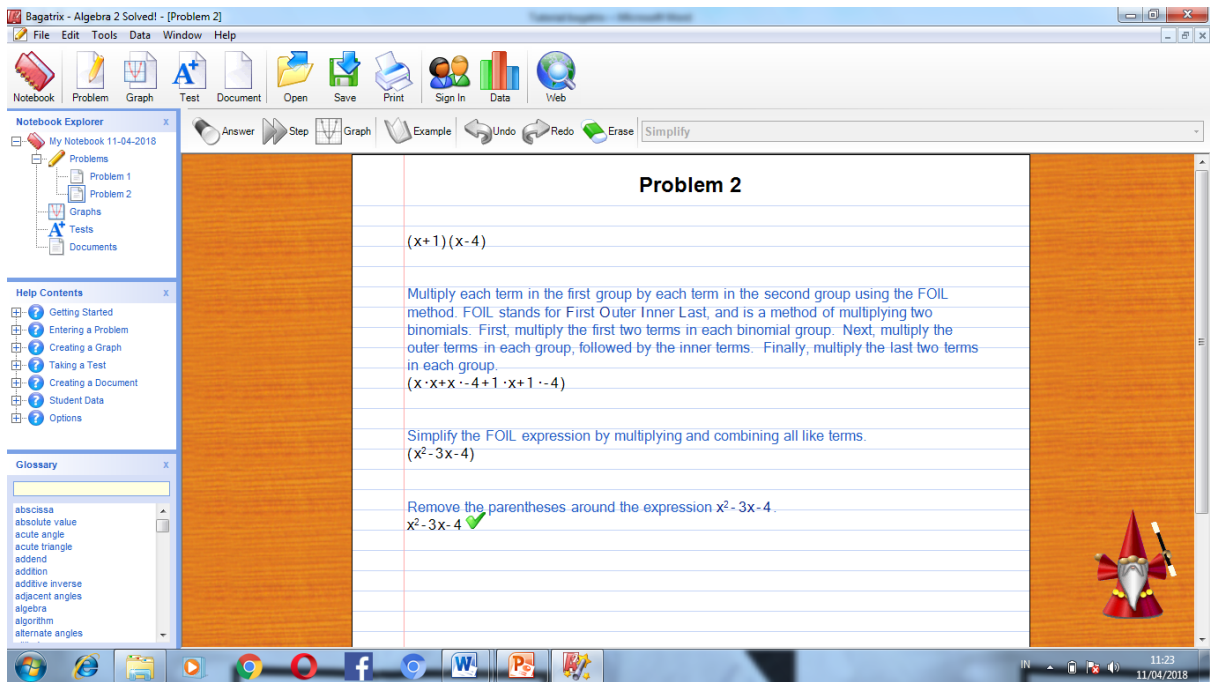 Bagatrix - Algebra 2 Solved! - [Problem 2]
Tutorial bagatrix - Microsoft Word
File Edit Tools Data Window Help
Notebook Problem Graph Test Document Open Save Print Sign In Data Web
Notebook Explorer x
My Notebook 11-04-2018
Problems
Problem 1
Problem 2
Graphs
Tests
Documents
Help Contents x
Getting Started
Entering a Problem
Creating a Graph
Taking a Test
Creating a Document
Student Data
Options
Glossary x
abscissa
absolute value
acute angle
acute triangle
addend
addition
additive inverse
adjacent angles
algebra
algorithm
alternate angles
Answer Step Graph Example Undo Redo Erase Simplify
Problem 2
(x+1)(x-4)
Multiply each term in the first group by each term in the second group using the FOIL
method. FOIL stands for First Outer Inner Last, and is a method of multiplying two
binomials. First, multiply the first two terms in each binomial group. Next, multiply the
outer terms in each group, followed by the inner terms. Finally, multiply the last two terms
in each group.
(x·x+x·-4+1·x+1·-4)
Simplify the FOIL expression by multiplying and combining all like terms.
(x²-3x-4)
Remove the parentheses around the expression x²-3x-4.
x²-3x-4
IN 11:23
11/04/2018